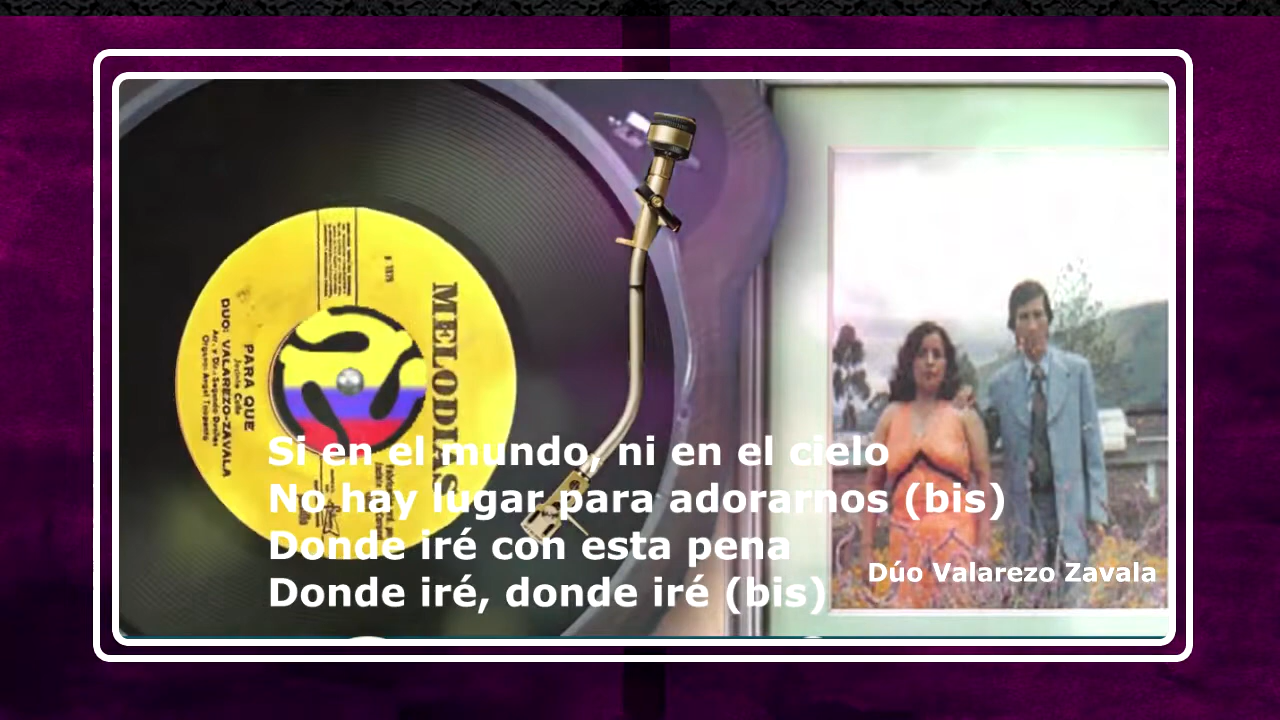 MELODIAS
PARA QUE
DUO: VALAREZO-ZAVALA
Si en el mundo, ni en el cielo
No hay lugar para adorarnos (bis)
Donde iré con esta pena
Donde iré, donde iré (bis)
Dúo Valarezo Zavala